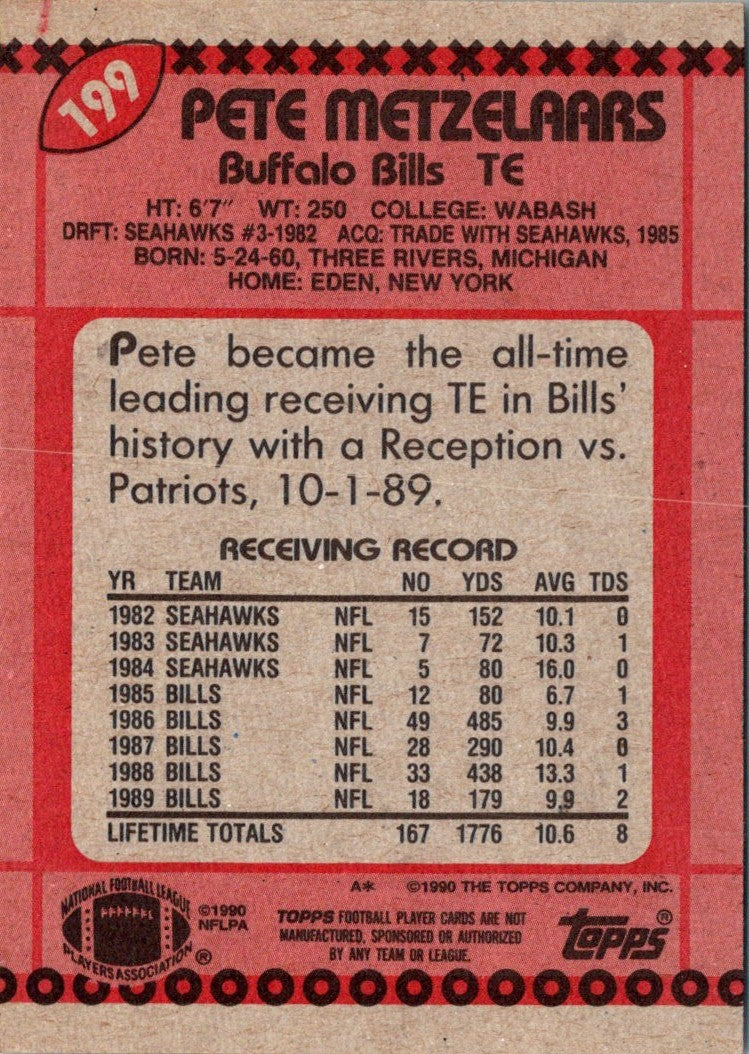 199
PETE METZELAARS
Buffalo Bills TE
HT: 6'7" WT: 250 COLLEGE: WABASH
DRFT: SEAHAWKS #3-1982 ACQ: TRADE WITH SEAHAWKS, 1985
BORN: 5-24-60, THREE RIVERS, MICHIGAN
HOME: EDEN, NEW YORK
Pete became the all-time
leading receiving TE in Bills'
history with a Reception vs.
Patriots, 10-1-89.
RECEIVING RECORD
YR TEAM NO YDS AVG TDS
1982 SEAHAWKS NFL 15 152 10.1 0
1983 SEAHAWKS NFL 7 72 10.3 1
1984 SEAHAWKS NFL 5 80 16.0 0
1985 BILLS NFL 12 80 6.7 1
1986 BILLS NFL 49 485 9.9 3
1987 BILLS NFL 28 290 10.4 0
1988 BILLS NFL 33 438 13.3 1
1989 BILLS NFL 18 179 9.9 2
LIFETIME TOTALS 167 1776 10.6 8
A* ©1990 THE TOPPS COMPANY, INC.
NATIONAL FOOTBALL LEAGUE
PLAYERS ASSOCIATION ®
©1990
NFLPA
TOPPS FOOTBALL PLAYER CARDS ARE NOT
MANUFACTURED, SPONSORED OR AUTHORIZED
BY ANY TEAM OR LEAGUE.
Topps®